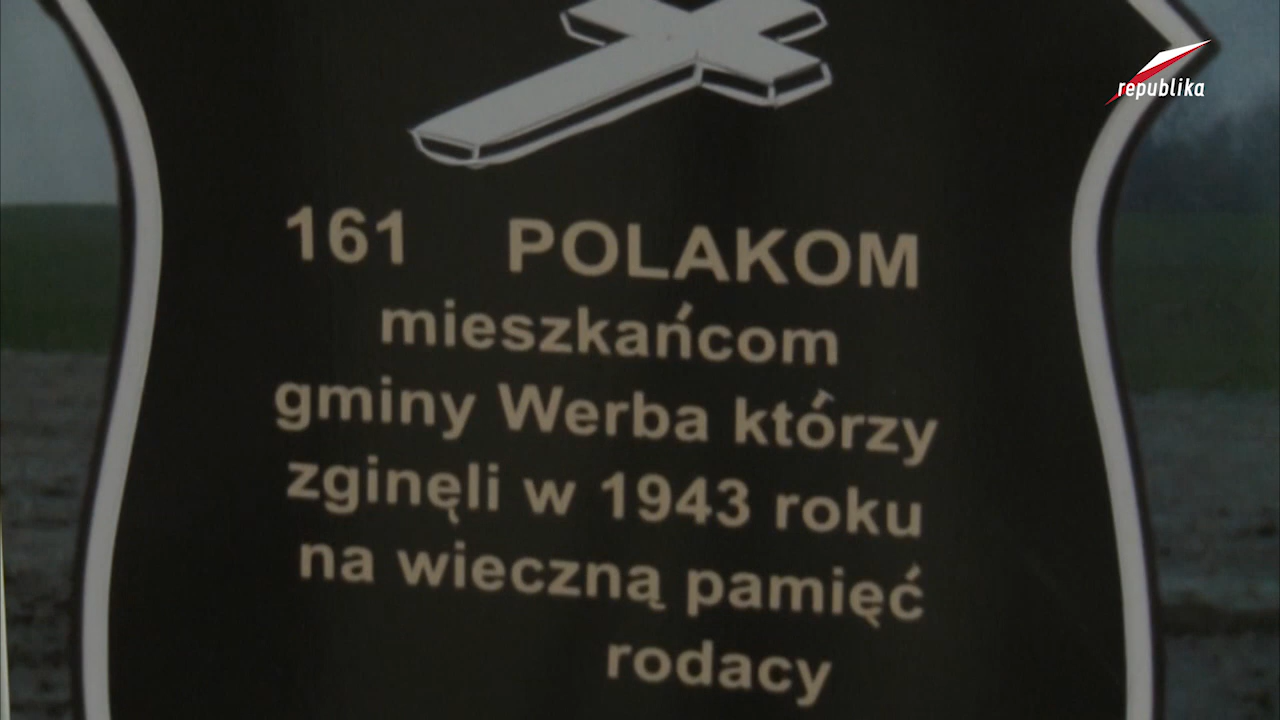 republika
161 POLAKOM
mieszkańcom
gminy Werba którzy
zginęli w 1943 roku
na wieczną pamięć
rodacy